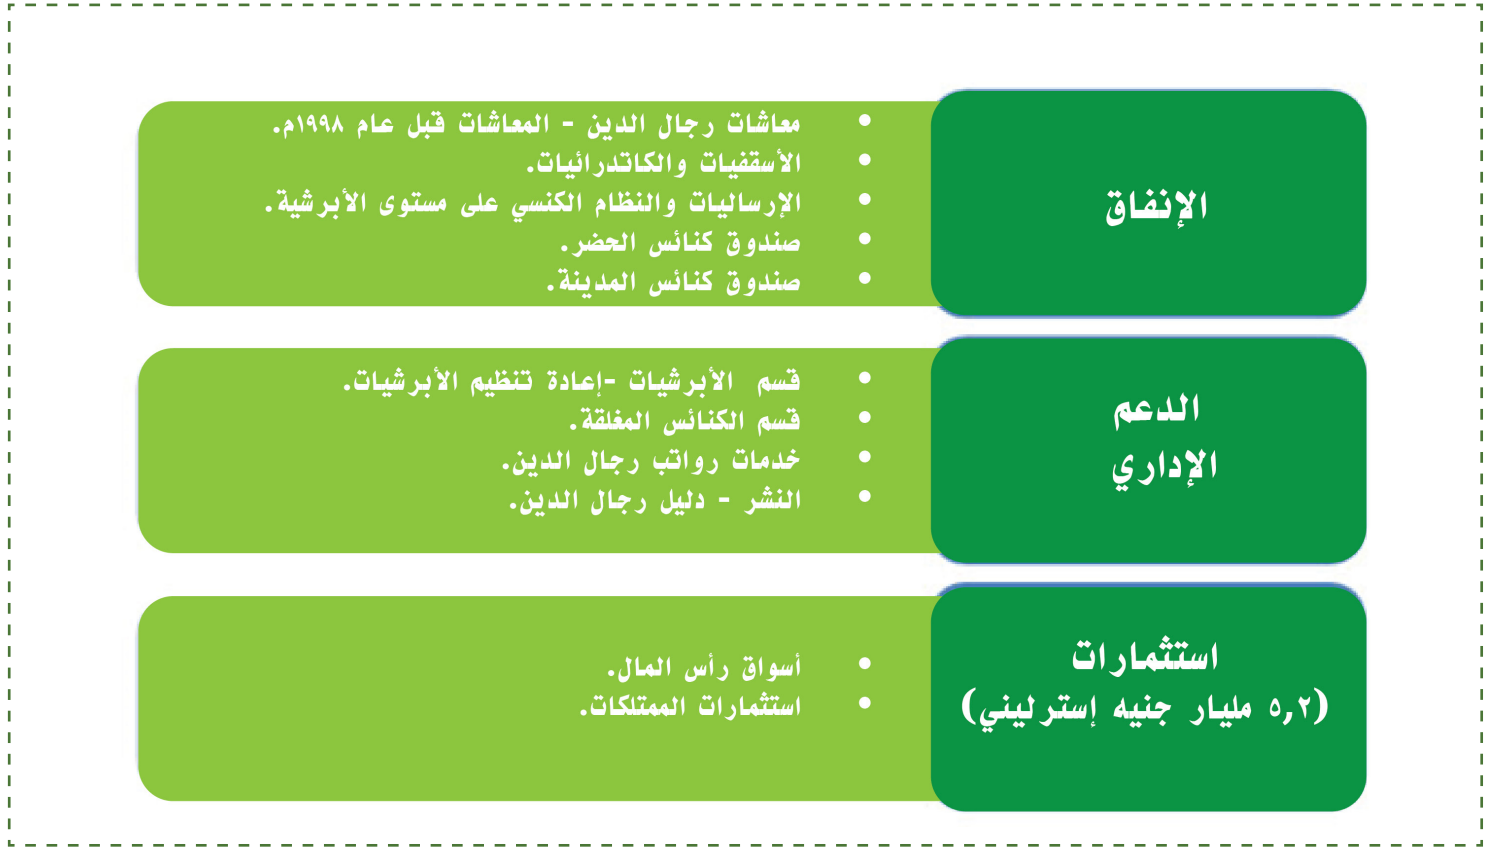 الإنفاق
• معاشات رجال الدين - المعاشات قبل عام ١٩٩٨م.
• الأسقفيات والكاتدرائيات.
• الإرساليات والنظام الكنسي على مستوى الأبرشية.
• صندوق كنائس الحضر.
• صندوق كنائس المدينة.
الدعم
الإداري
• قسم الأبرشيات -إعادة تنظيم الأبرشيات.
• قسم الكنائس المغلقة.
• خدمات رواتب رجال الدين.
• النشر - دليل رجال الدين.
استثمارات
(٥,٢ مليار جنيه إسترليني)
• أسواق رأس المال.
• استثمارات الممتلكات.